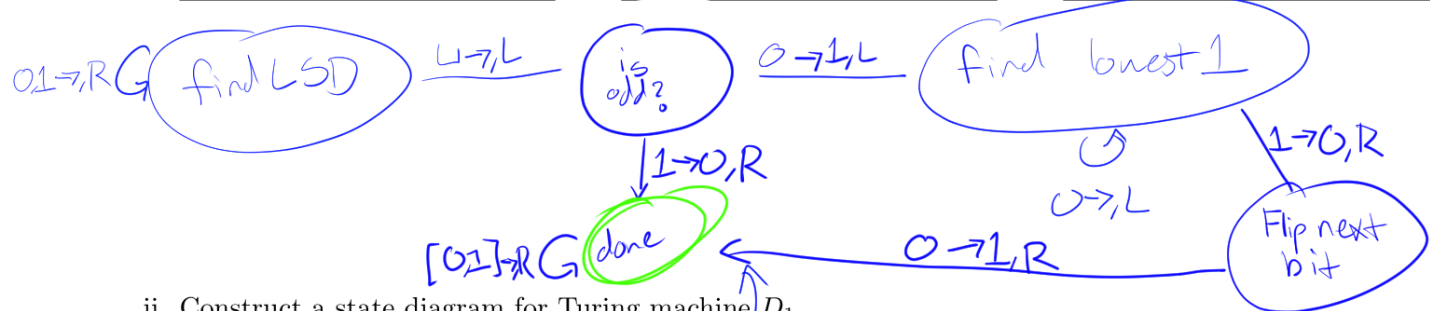 0,1→,R find LSD ⊔→,L is odd? 0→1,L find lowest 1
1→0,R 0→,L 1→0,R
[0,1]→R done 0→1,R Flip next bit
ii. Construct a state diagram for Turing machine D₁